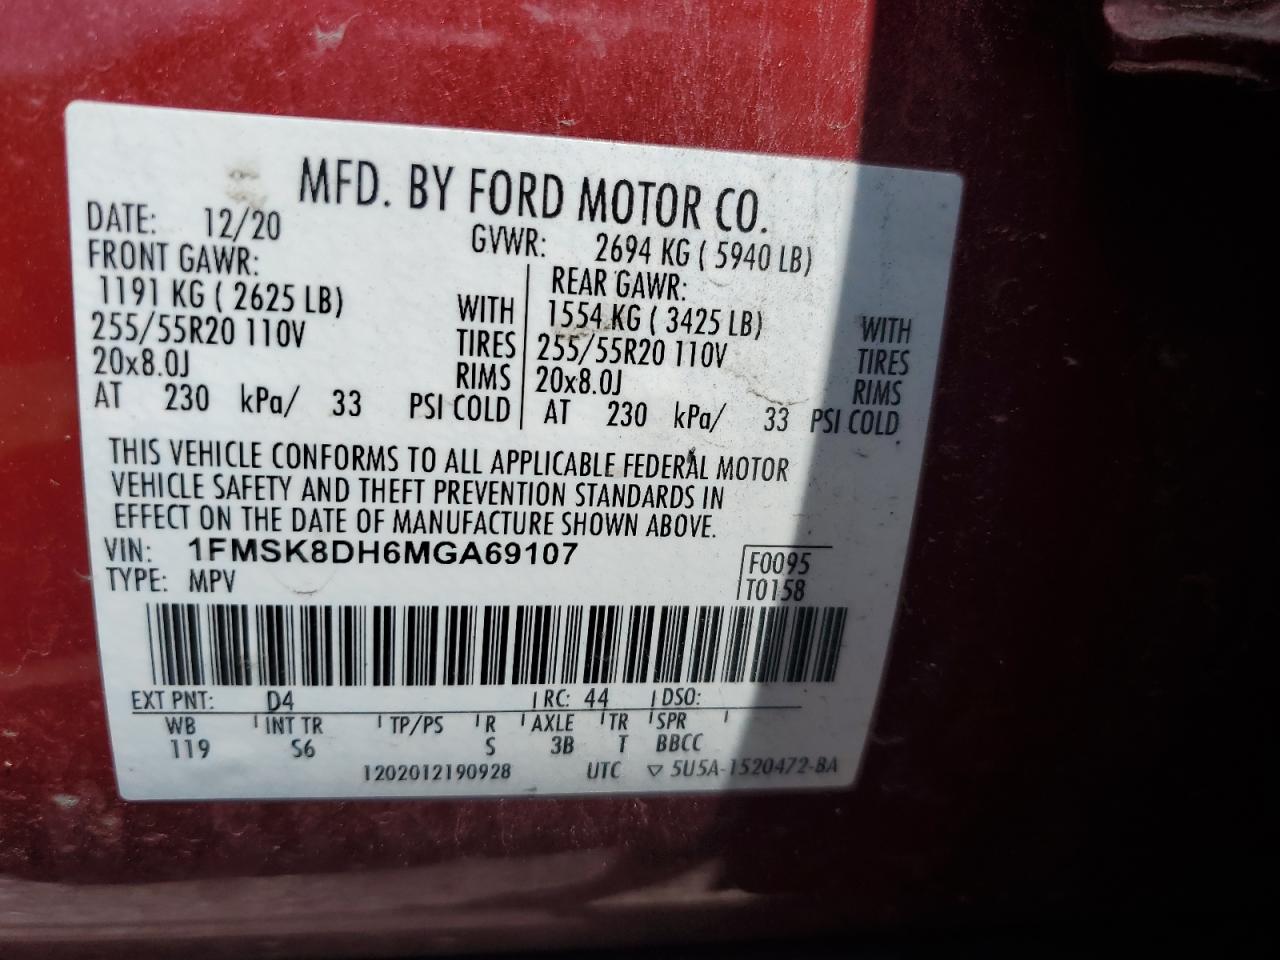 MFD. BY FORD MOTOR CO.
DATE: 12/20 GVWR: 2694 KG ( 5940 LB)
FRONT GAWR: REAR GAWR:
1191 KG ( 2625 LB) WITH 1554 KG ( 3425 LB) WITH
255/55R20 110V TIRES 255/55R20 110V TIRES
20x8.0J RIMS 20x8.0J RIMS
AT 230 kPa/ 33 PSI COLD AT 230 kPa/ 33 PSI COLD
THIS VEHICLE CONFORMS TO ALL APPLICABLE FEDERAL MOTOR
VEHICLE SAFETY AND THEFT PREVENTION STANDARDS IN
EFFECT ON THE DATE OF MANUFACTURE SHOWN ABOVE.
VIN: 1FMSK8DH6MGA69107 F0095
TYPE: MPV T0158
EXT PNT: D4 RC: 44 DSO:
WB INT TR TP/PS R AXLE TR SPR
119 S6 S 3B T BBCC
1202012190928 UTC ▽ 5U5A-1520472-BA